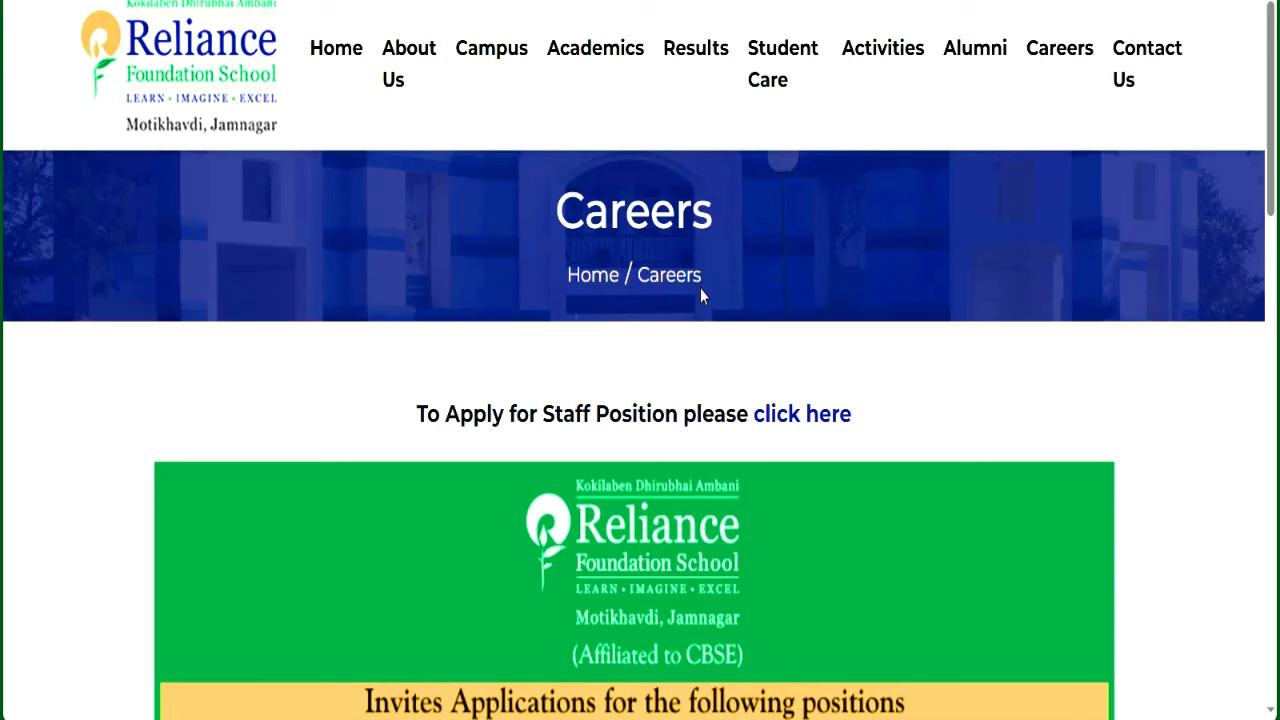 Kokilaben Dhirubhai Ambani
Reliance
Foundation School
LEARN • IMAGINE • EXCEL
Motikhavdi, Jamnagar
Home About Us Campus Academics Results Student Care Activities Alumni Careers Contact Us
Careers
Home / Careers
To Apply for Staff Position please click here
Kokilaben Dhirubhai Ambani
Reliance
Foundation School
LEARN • IMAGINE • EXCEL
Motikhavdi, Jamnagar
(Affiliated to CBSE)
Invites Applications for the following positions